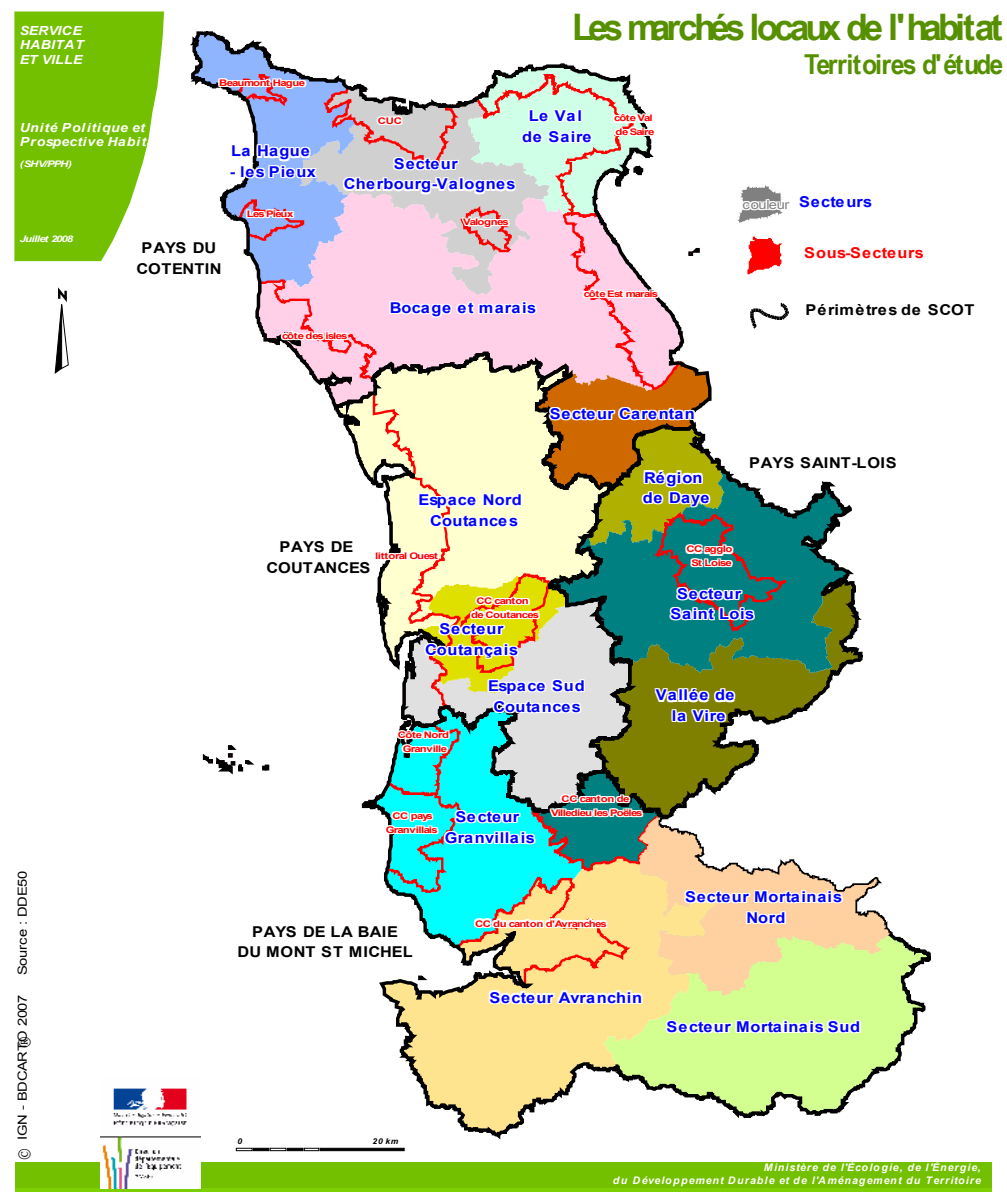 SERVICE
HABITAT
ET VILLE
Unité Politique et
Prospective Habit
(SHV/PPH)
Juillet 2008
Les marchés locaux de l'habitat
Territoires d'étude
N
couleur
Secteurs
Sous-Secteurs
Périmètres de SCOT
Beaumont Hague
CUC
Le Val
de Saire
côte Val
de Saire
La Hague
- les Pieux
Secteur
Cherbourg-Valognes
Les Pieux
Valognes
PAYS DU
COTENTIN
Bocage et marais
côte Est marais
côte des isles
Secteur Carentan
PAYS SAINT-LOIS
Région
de Daye
Espace Nord
Coutances
PAYS DE
COUTANCES
littoral Ouest
CC agglo
St Loise
Secteur
Saint Lois
CC canton
de Coutances
Secteur
Coutançais
Espace Sud
Coutances
Vallée de
la Vire
Côte Nord
Granville
CC canton de
Villedieu les Poëles
CC pays
Granvillais
Secteur
Granvillais
Secteur Mortainais
Nord
PAYS DE LA BAIE
DU MONT ST MICHEL
CC du canton d'Avranches
Secteur Avranchin
Secteur Mortainais Sud
© IGN - BDCARTO 2007 Source : DDE50
0 20 km
Ministère de l'Écologie, de l'Énergie,
du Développement Durable et de l'Aménagement du Territoire